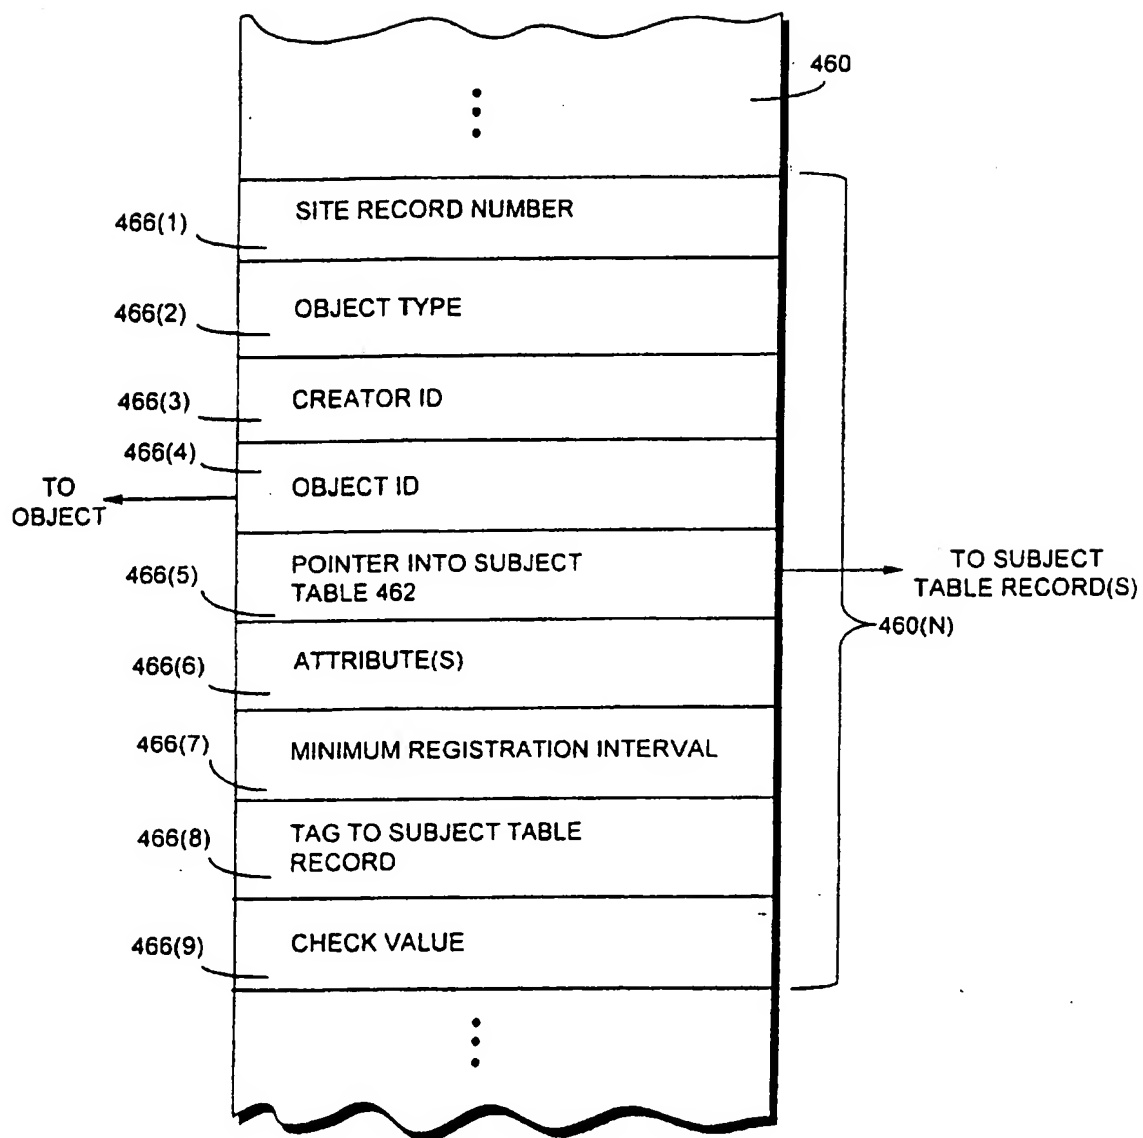 460
466(1)
SITE RECORD NUMBER
466(2)
OBJECT TYPE
466(3)
CREATOR ID
466(4)
TO
OBJECT
OBJECT ID
466(5)
POINTER INTO SUBJECT
TABLE 462
TO SUBJECT
TABLE RECORD(S)
460(N)
466(6)
ATTRIBUTE(S)
466(7)
MINIMUM REGISTRATION INTERVAL
466(8)
TAG TO SUBJECT TABLE
RECORD
466(9)
CHECK VALUE